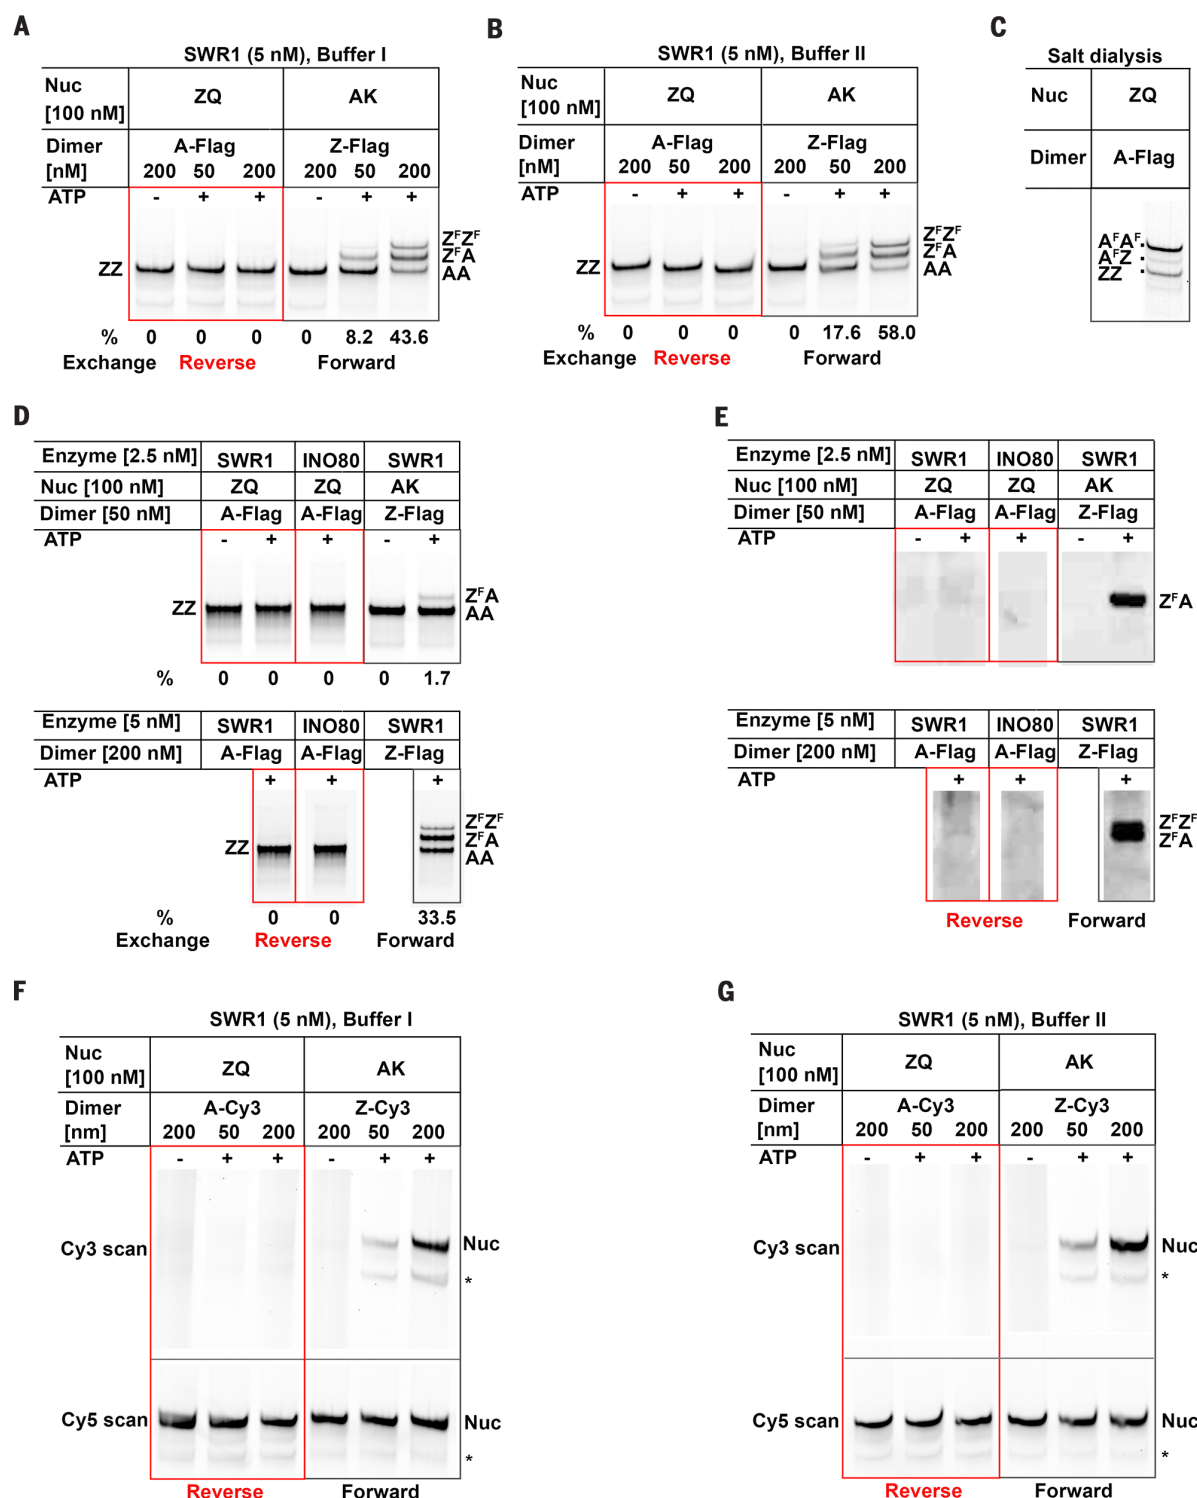 A
SWR1 (5 nM), Buffer I
Nuc
[100 nM]
ZQ
AK
Dimer
[nM]
A-Flag
Z-Flag
200 50 200 200 50 200
ATP - + + - + +
ZZ
ZFZF
ZFA
AA
% 0 0 0 0 8.2 43.6
Exchange Reverse Forward
B
SWR1 (5 nM), Buffer II
Nuc
[100 nM]
ZQ
AK
Dimer
[nM]
A-Flag
Z-Flag
200 50 200 200 50 200
ATP - + + - + +
ZZ
ZFZF
ZFA
AA
% 0 0 0 0 17.6 58.0
Exchange Reverse Forward
C
Salt dialysis
Nuc ZQ
Dimer A-Flag
AFAF
AFZ
ZZ
D
Enzyme [2.5 nM] SWR1 INO80 SWR1
Nuc [100 nM] ZQ ZQ AK
Dimer [50 nM] A-Flag A-Flag Z-Flag
ATP - + + - +
ZZ
ZFA
AA
% 0 0 0 0 1.7
Enzyme [5 nM] SWR1 INO80 SWR1
Dimer [200 nM] A-Flag A-Flag Z-Flag
ATP + + +
ZZ
ZFZF
ZFA
AA
% 0 0 33.5
Exchange Reverse Forward
E
Enzyme [2.5 nM] SWR1 INO80 SWR1
Nuc [100 nM] ZQ ZQ AK
Dimer [50 nM] A-Flag A-Flag Z-Flag
ATP - + + - +
ZFA
Enzyme [5 nM] SWR1 INO80 SWR1
Dimer [200 nM] A-Flag A-Flag Z-Flag
ATP + + +
ZFZF
ZFA
Reverse Forward
F
SWR1 (5 nM), Buffer I
Nuc
[100 nM]
ZQ
AK
Dimer
[nm]
A-Cy3
Z-Cy3
200 50 200 200 50 200
ATP - + + - + +
Cy3 scan Nuc
*
Cy5 scan Nuc
*
Reverse Forward
G
SWR1 (5 nM), Buffer II
Nuc
[100 nM]
ZQ
AK
Dimer
[nm]
A-Cy3
Z-Cy3
200 50 200 200 50 200
ATP - + + - + +
Cy3 scan Nuc
*
Cy5 scan Nuc
*
Reverse Forward